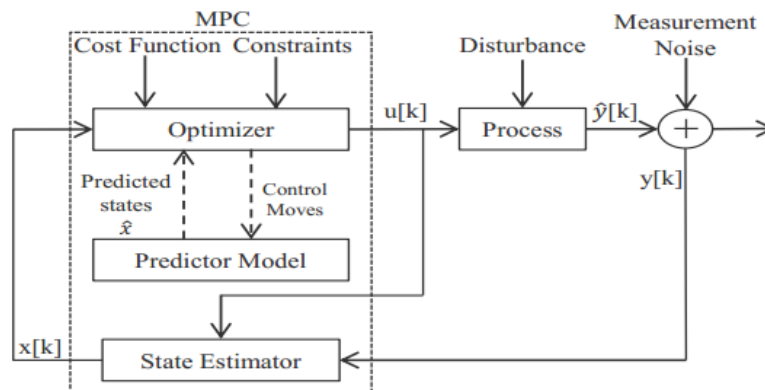 MPC
Cost Function
Constraints
Disturbance
Measurement
Noise
Optimizer
u[k]
Process
ŷ[k]
+
y[k]
Predicted
states
x̂
Control
Moves
Predictor Model
x[k]
State Estimator